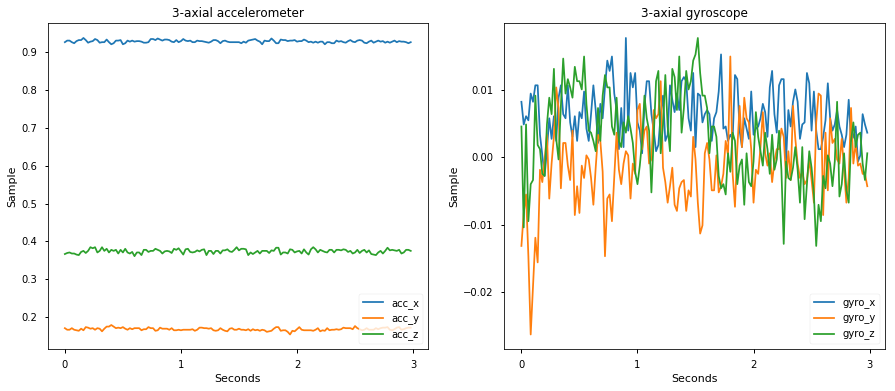 3-axial accelerometer
Sample
0.9
0.8
0.7
0.6
0.5
0.4
0.3
0.2
0
1
2
3
Seconds
acc_x
acc_y
acc_z
3-axial gyroscope
Sample
0.01
0.00
−0.01
−0.02
0
1
2
3
Seconds
gyro_x
gyro_y
gyro_z